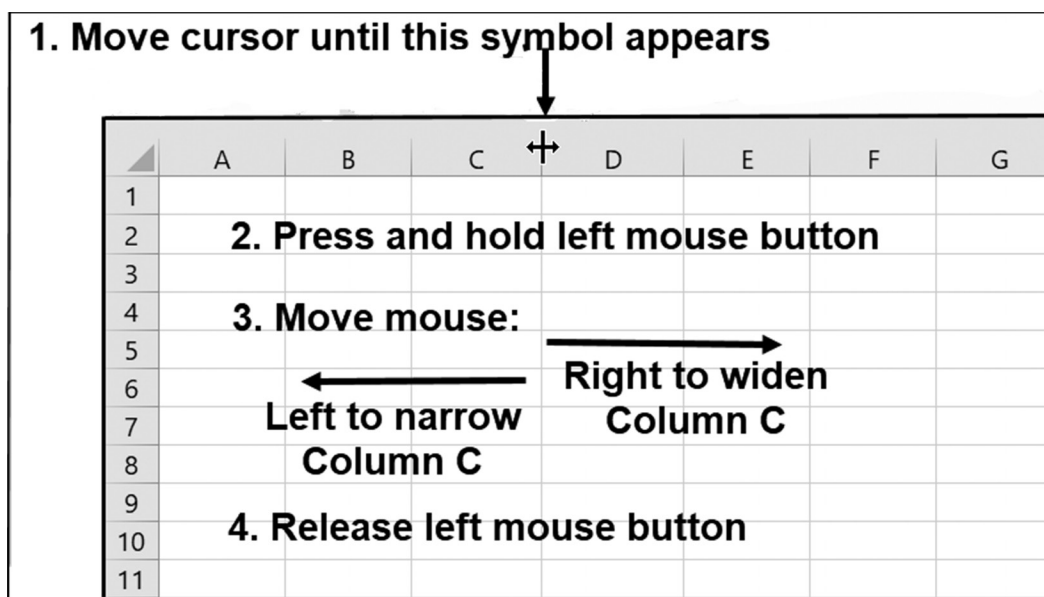 1. Move cursor until this symbol appears
A B C D E F G
1
2
2. Press and hold left mouse button
3
4
3. Move mouse:
5
6
Right to widen
Left to narrow
7
Column C
8
Column C
9
4. Release left mouse button
10
11